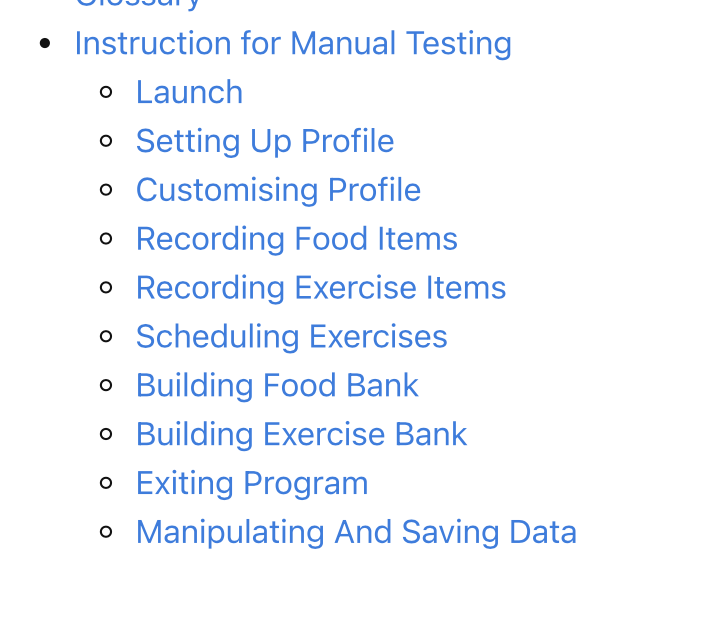 Glossary
Instruction for Manual Testing
Launch
Setting Up Profile
Customising Profile
Recording Food Items
Recording Exercise Items
Scheduling Exercises
Building Food Bank
Building Exercise Bank
Exiting Program
Manipulating And Saving Data